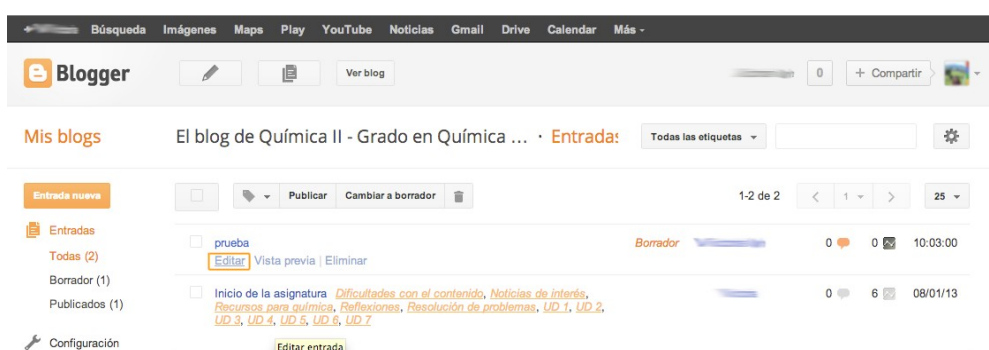 Búsqueda Imágenes Maps Play YouTube Noticias Gmail Drive Calendar Más
Blogger Ver blog 0 + Compartir
Mis blogs El blog de Química II - Grado en Química ... · Entradas Todas las etiquetas
Entrada nueva Publicar Cambiar a borrador 1-2 de 2 < 1 > 25
Entradas
prueba Borrador 0 0 10:03:00
Todas (2)
Editar Vista previa | Eliminar
Borrador (1)
Inicio de la asignatura Dificultades con el contenido, Noticias de interés, 0 6 08/01/13
Publicados (1)
Recursos para química, Reflexiones, Resolución de problemas, UD 1, UD 2,
UD 3, UD 4, UD 5, UD 6, UD 7
Configuración
Editar entrada